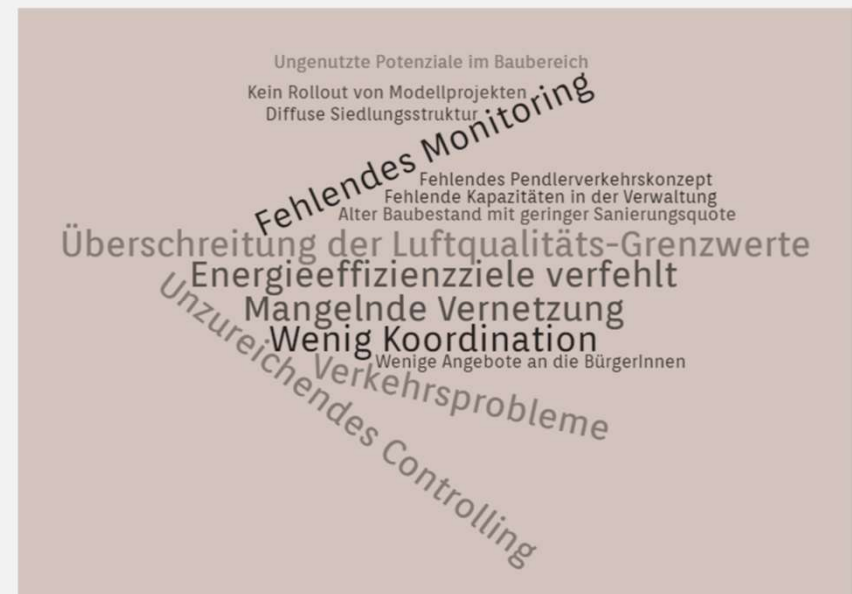 Ungenutzte Potenziale im Baubereich
Kein Rollout von Modellprojekten
Diffuse Siedlungsstruktur
Fehlendes Monitoring
Fehlendes Pendlerverkehrskonzept
Fehlende Kapazitäten in der Verwaltung
Alter Baubestand mit geringer Sanierungsquote
Überschreitung der Luftqualitäts-Grenzwerte
Energieeffizienzziele verfehlt
Mangelnde Vernetzung
Wenig Koordination
Wenige Angebote an die BürgerInnen
Verkehrsprobleme
Unzureichendes Controlling